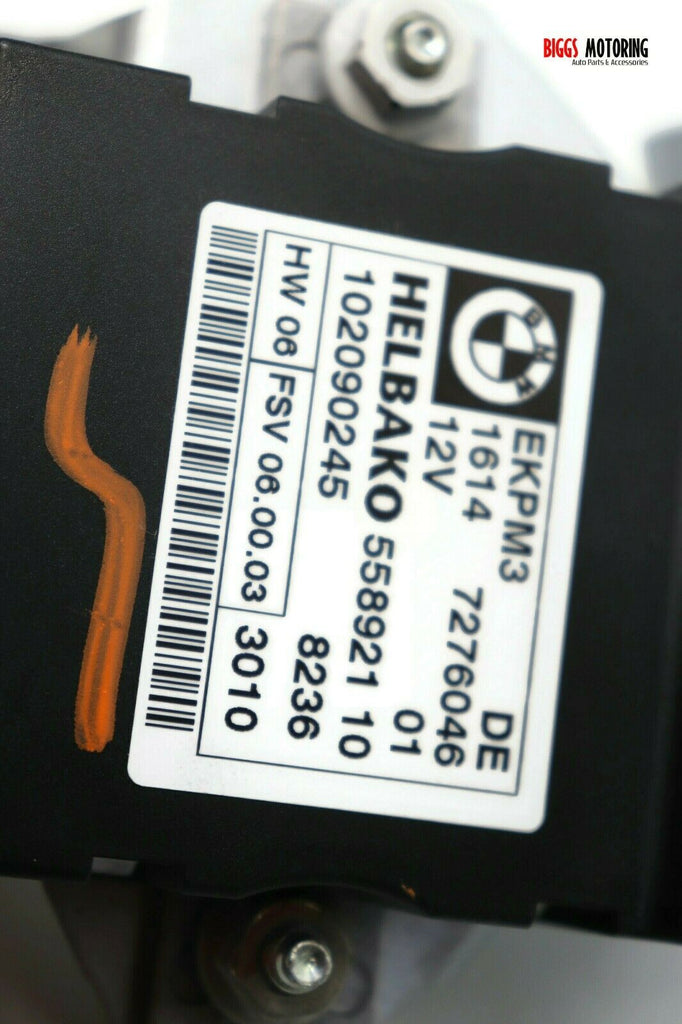 BIGGS MOTORING
Auto Parts & Accessories
BMW
EKPM3 DE
1614 7276046
12V 01
HELBAKO 558921 10
102090245 8236
HW 06 FSV 06.00.03 3010